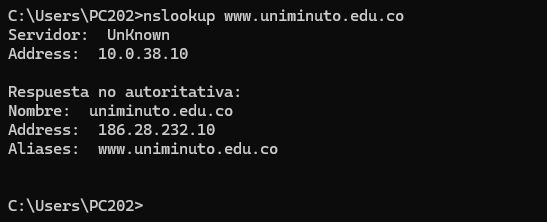 C:\Users\PC202>nslookup www.uniminuto.edu.co
Servidor:  UnKnown
Address:  10.0.38.10

Respuesta no autoritativa:
Nombre:  uniminuto.edu.co
Address:  186.28.232.10
Aliases:  www.uniminuto.edu.co

C:\Users\PC202>